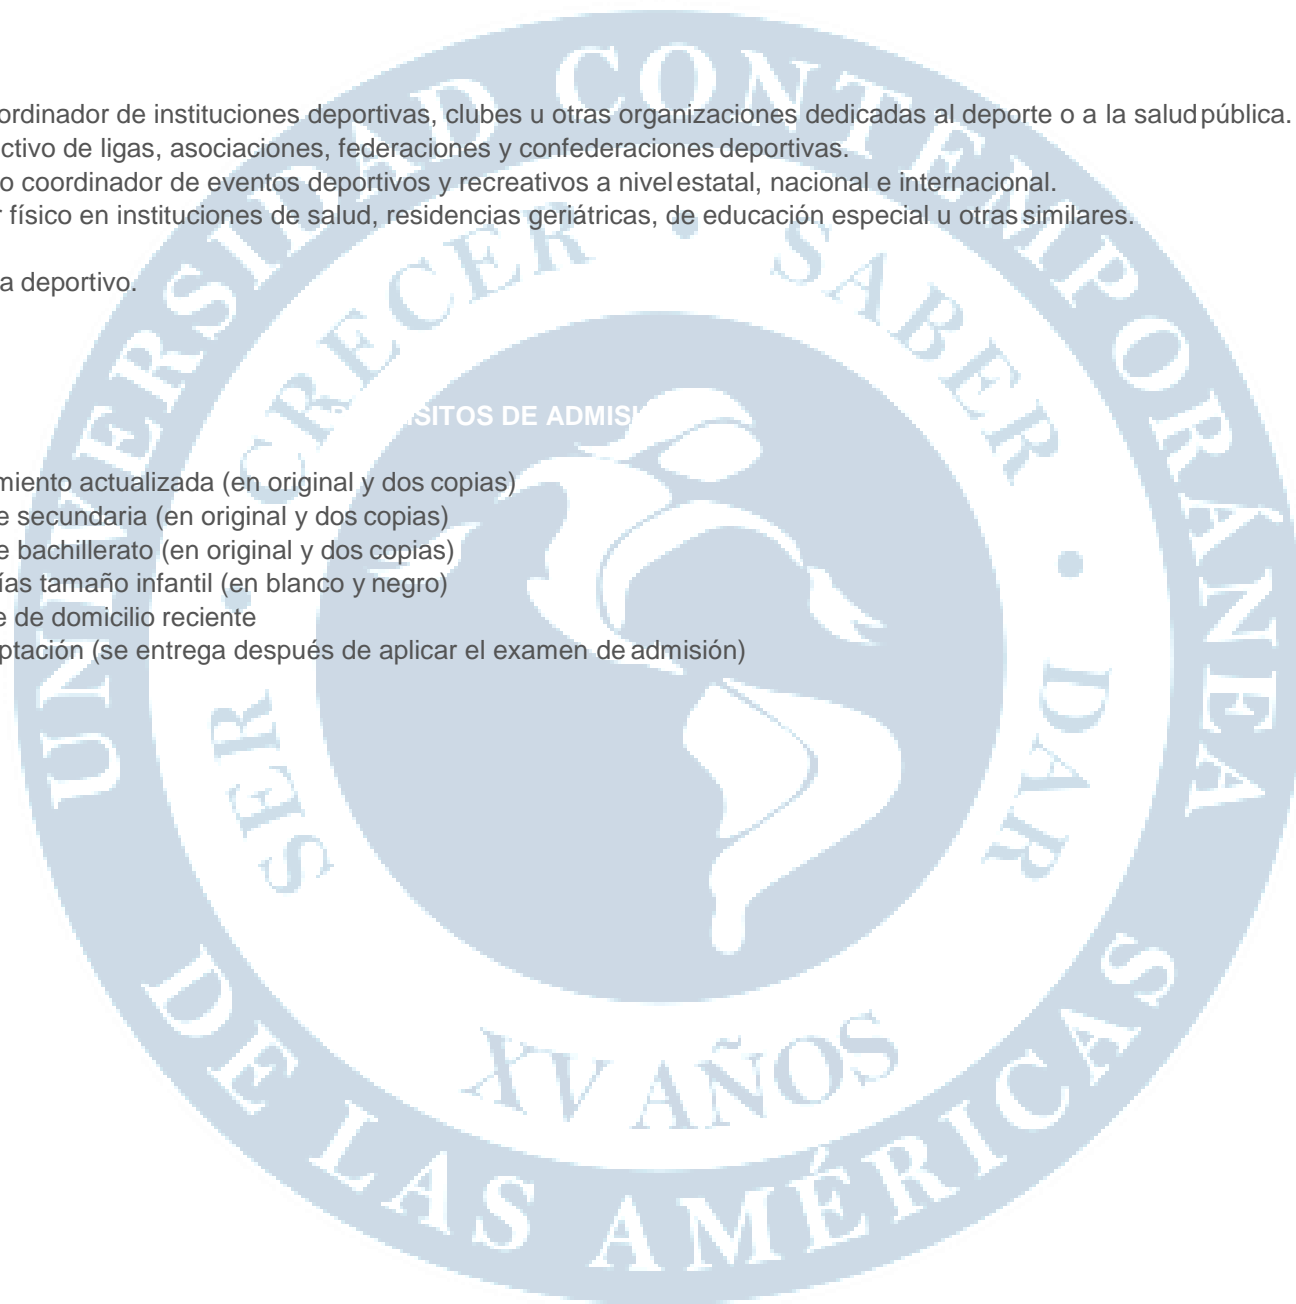 ordinador de instituciones deportivas, clubes u otras organizaciones dedicadas al deporte o a la salud pública.
ctivo de ligas, asociaciones, federaciones y confederaciones deportivas.
o coordinador de eventos deportivos y recreativos a nivel estatal, nacional e internacional.
r físico en instituciones de salud, residencias geriátricas, de educación especial u otras similares.
a deportivo.
SITOS DE ADMIS
miento actualizada (en original y dos copias)
e secundaria (en original y dos copias)
e bachillerato (en original y dos copias)
ías tamaño infantil (en blanco y negro)
e de domicilio reciente
ptación (se entrega después de aplicar el examen de admisión)
UNIVERSIDAD CONTEMPORÁNEA
DE LAS AMÉRICAS
SER • CRECER • SABER • DAR
XV AÑOS